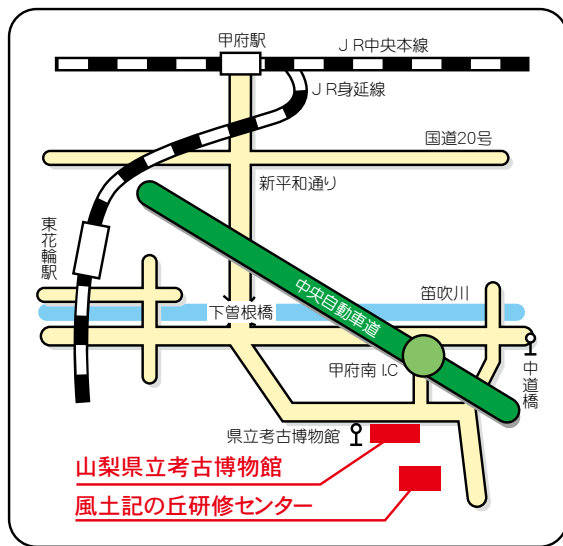 甲府駅
JR中央本線
JR身延線
国道20号
新平和通り
東花輪駅
中央自動車道
笛吹川
下曽根橋
甲府南 I.C
中道橋
県立考古博物館
山梨県立考古博物館
風土記の丘研修センター